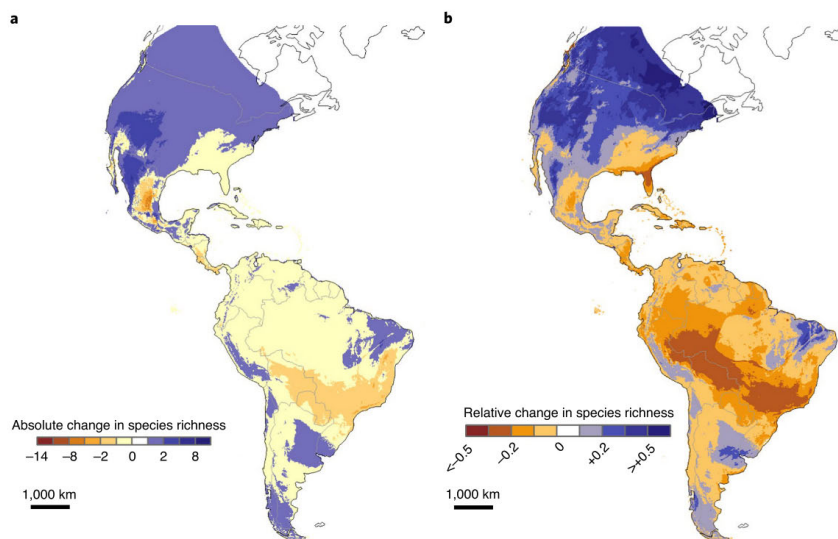 a
b
Absolute change in species richness
−14 −8 −2 0 2 8
1,000 km
Relative change in species richness
<−0.5 −0.2 0 +0.2 >+0.5
1,000 km